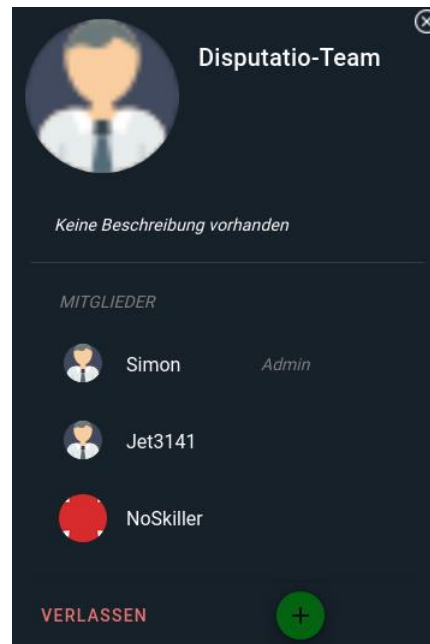 Disputatio-Team
Keine Beschreibung vorhanden
MITGLIEDER
Simon Admin
Jet3141
NoSkiller
VERLASSEN +